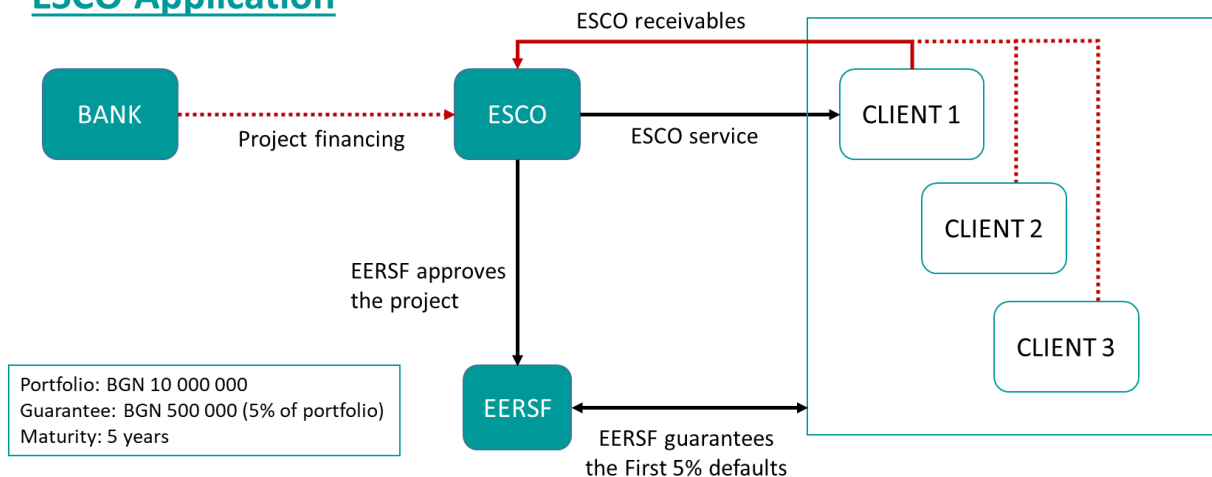 ESCO Application
ESCO receivables
BANK
ESCO
CLIENT 1
Project financing
ESCO service
CLIENT 2
EERSF approves
the project
CLIENT 3
Portfolio: BGN 10 000 000
Guarantee: BGN 500 000 (5% of portfolio)
Maturity: 5 years
EERSF
EERSF guarantees
the First 5% defaults